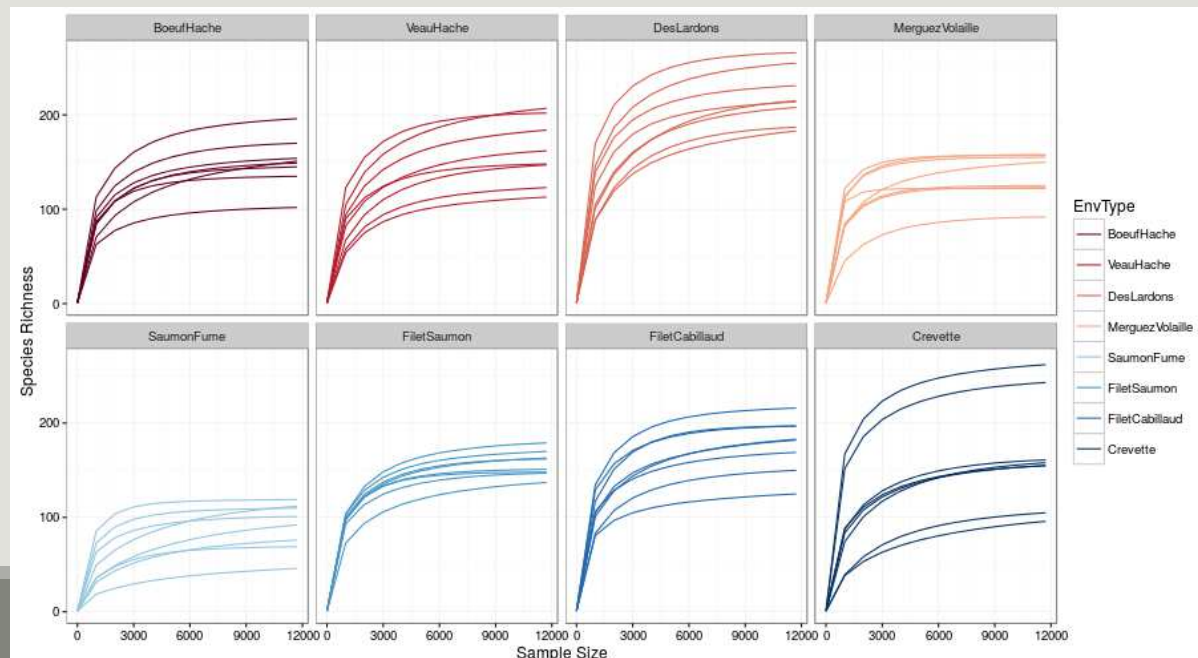 BoeufHache VeauHache DesLardons MerguezVolaille
200
100
0
Species Richness
SaumonFume FiletSaumon FiletCabillaud Crevette
200
100
0
0 3000 6000 9000 12000 0 3000 6000 9000 12000 0 3000 6000 9000 12000 0 3000 6000 9000 12000
Sample Size
EnvType
BoeufHache
VeauHache
DesLardons
MerguezVolaille
SaumonFume
FiletSaumon
FiletCabillaud
Crevette